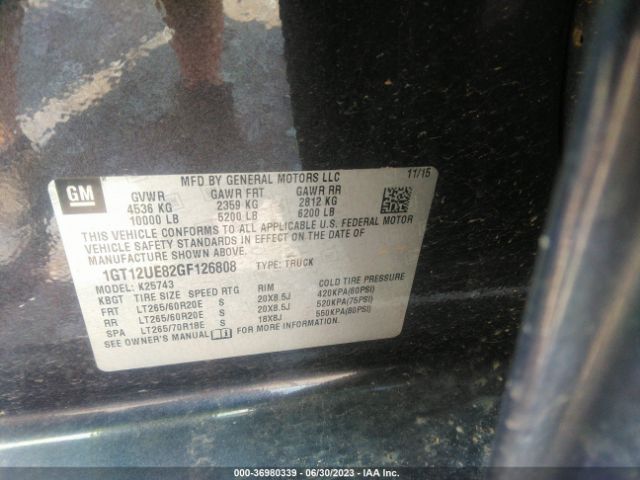 MFD BY GENERAL MOTORS LLC 11/15
GM
GVWR GAWR FRT GAWR RR
4536 KG 2359 KG 2812 KG
10000 LB 5200 LB 6200 LB
THIS VEHICLE CONFORMS TO ALL APPLICABLE U.S. FEDERAL MOTOR
VEHICLE SAFETY STANDARDS IN EFFECT ON THE DATE OF
MANUFACTURE SHOWN ABOVE.
1GT12UE82GF126808 TYPE: TRUCK
MODEL: K25743
KBGT TIRE SIZE SPEED RTG RIM COLD TIRE PRESSURE
FRT LT265/60R20E S 20X8.5J 420KPA(60PSI)
RR LT265/60R20E S 20X8.5J 520KPA(75PSI)
SPA LT265/70R18E S 18X8J 550KPA(80PSI)
SEE OWNER'S MANUAL FOR MORE INFORMATION.
000-36980339 - 06/30/2023 - IAA Inc.